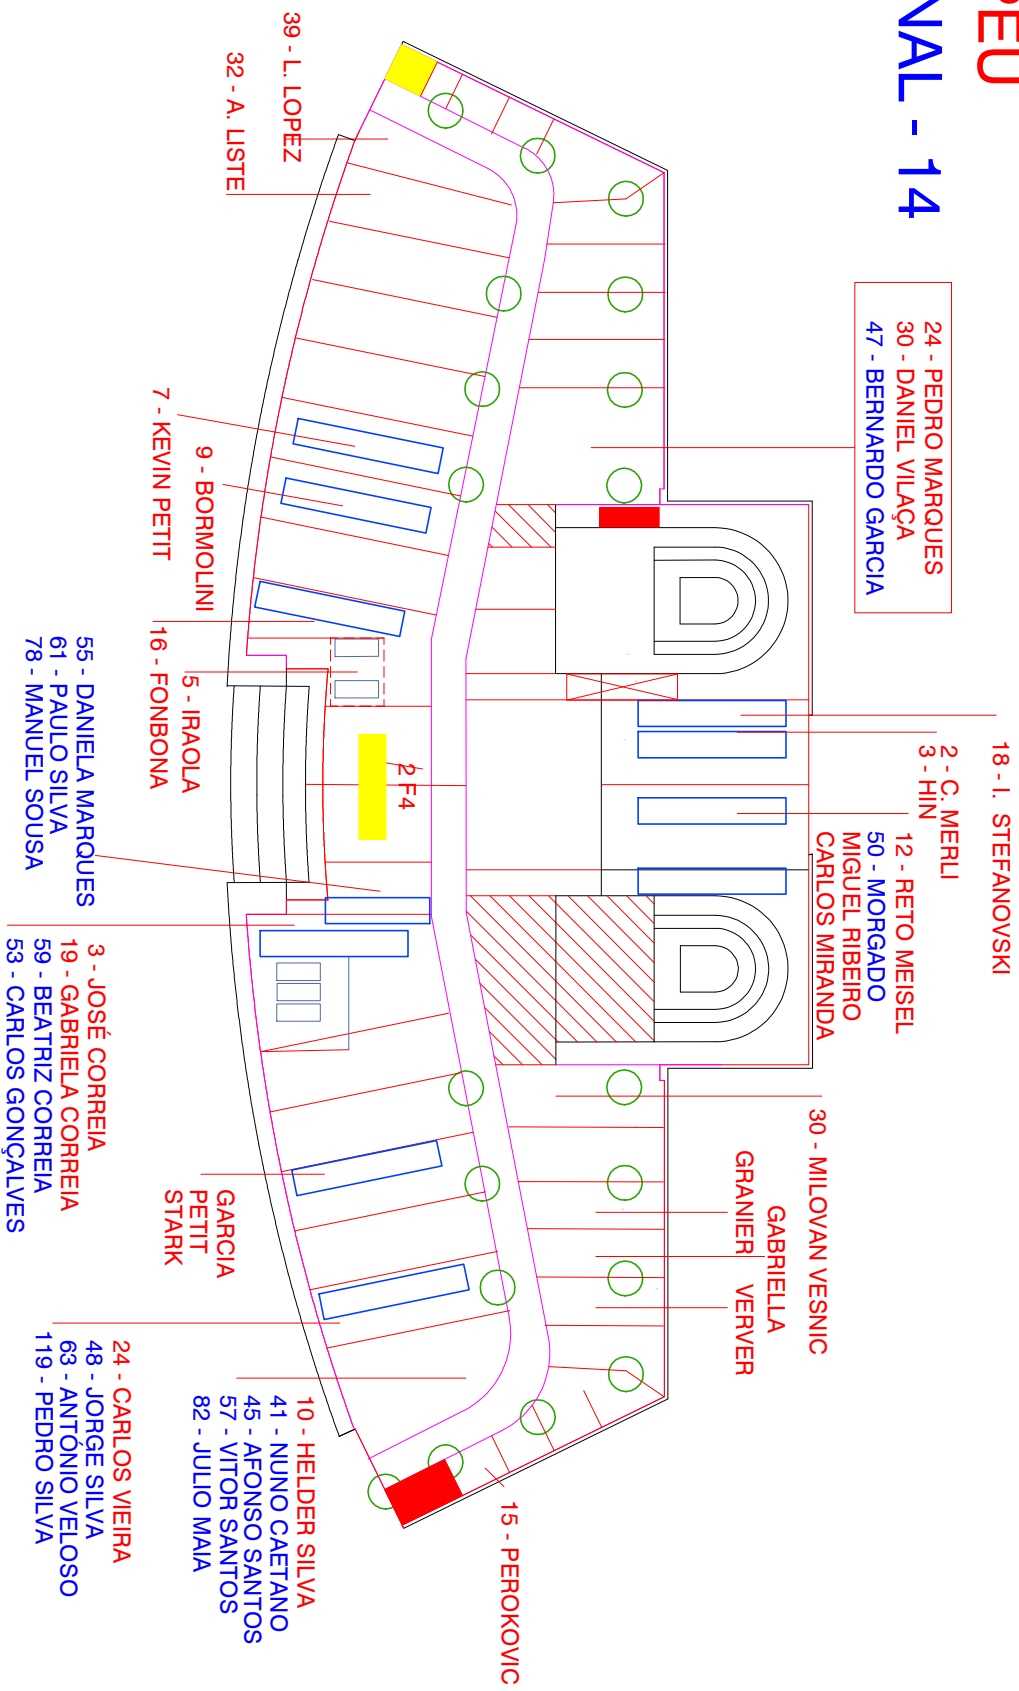 PEU
NAL - 14
24 - PEDRO MARQUES
30 - DANIEL VILAÇA
47 - BERNARDO GARCIA
18 - I. STEFANOVSKI
2 - C. MERLI
3 - HIN
12 - RETO MEISEL
50 - MORGADO
MIGUEL RIBEIRO
CARLOS MIRANDA
30 - MILOVAN VESNIC
GABRIELLA
GRANIER VERVER
15 - PEROKOVIC
39 - L. LOPEZ
32 - A. LISTE
7 - KEVIN PETIT
9 - BORMOLINI
16 - FONBONA
5 - IRAOLA
2 F4
55 - DANIELA MARQUES
61 - PAULO SILVA
78 - MANUEL SOUSA
3 - JOSÉ CORREIA
19 - GABRIELA CORREIA
59 - BEATRIZ CORREIA
53 - CARLOS GONÇALVES
GARCIA
PETIT
STARK
24 - CARLOS VIEIRA
48 - JORGE SILVA
63 - ANTÓNIO VELOSO
119 - PEDRO SILVA
10 - HELDER SILVA
41 - NUNO CAETANO
45 - AFONSO SANTOS
57 - VITOR SANTOS
82 - JULIO MAIA